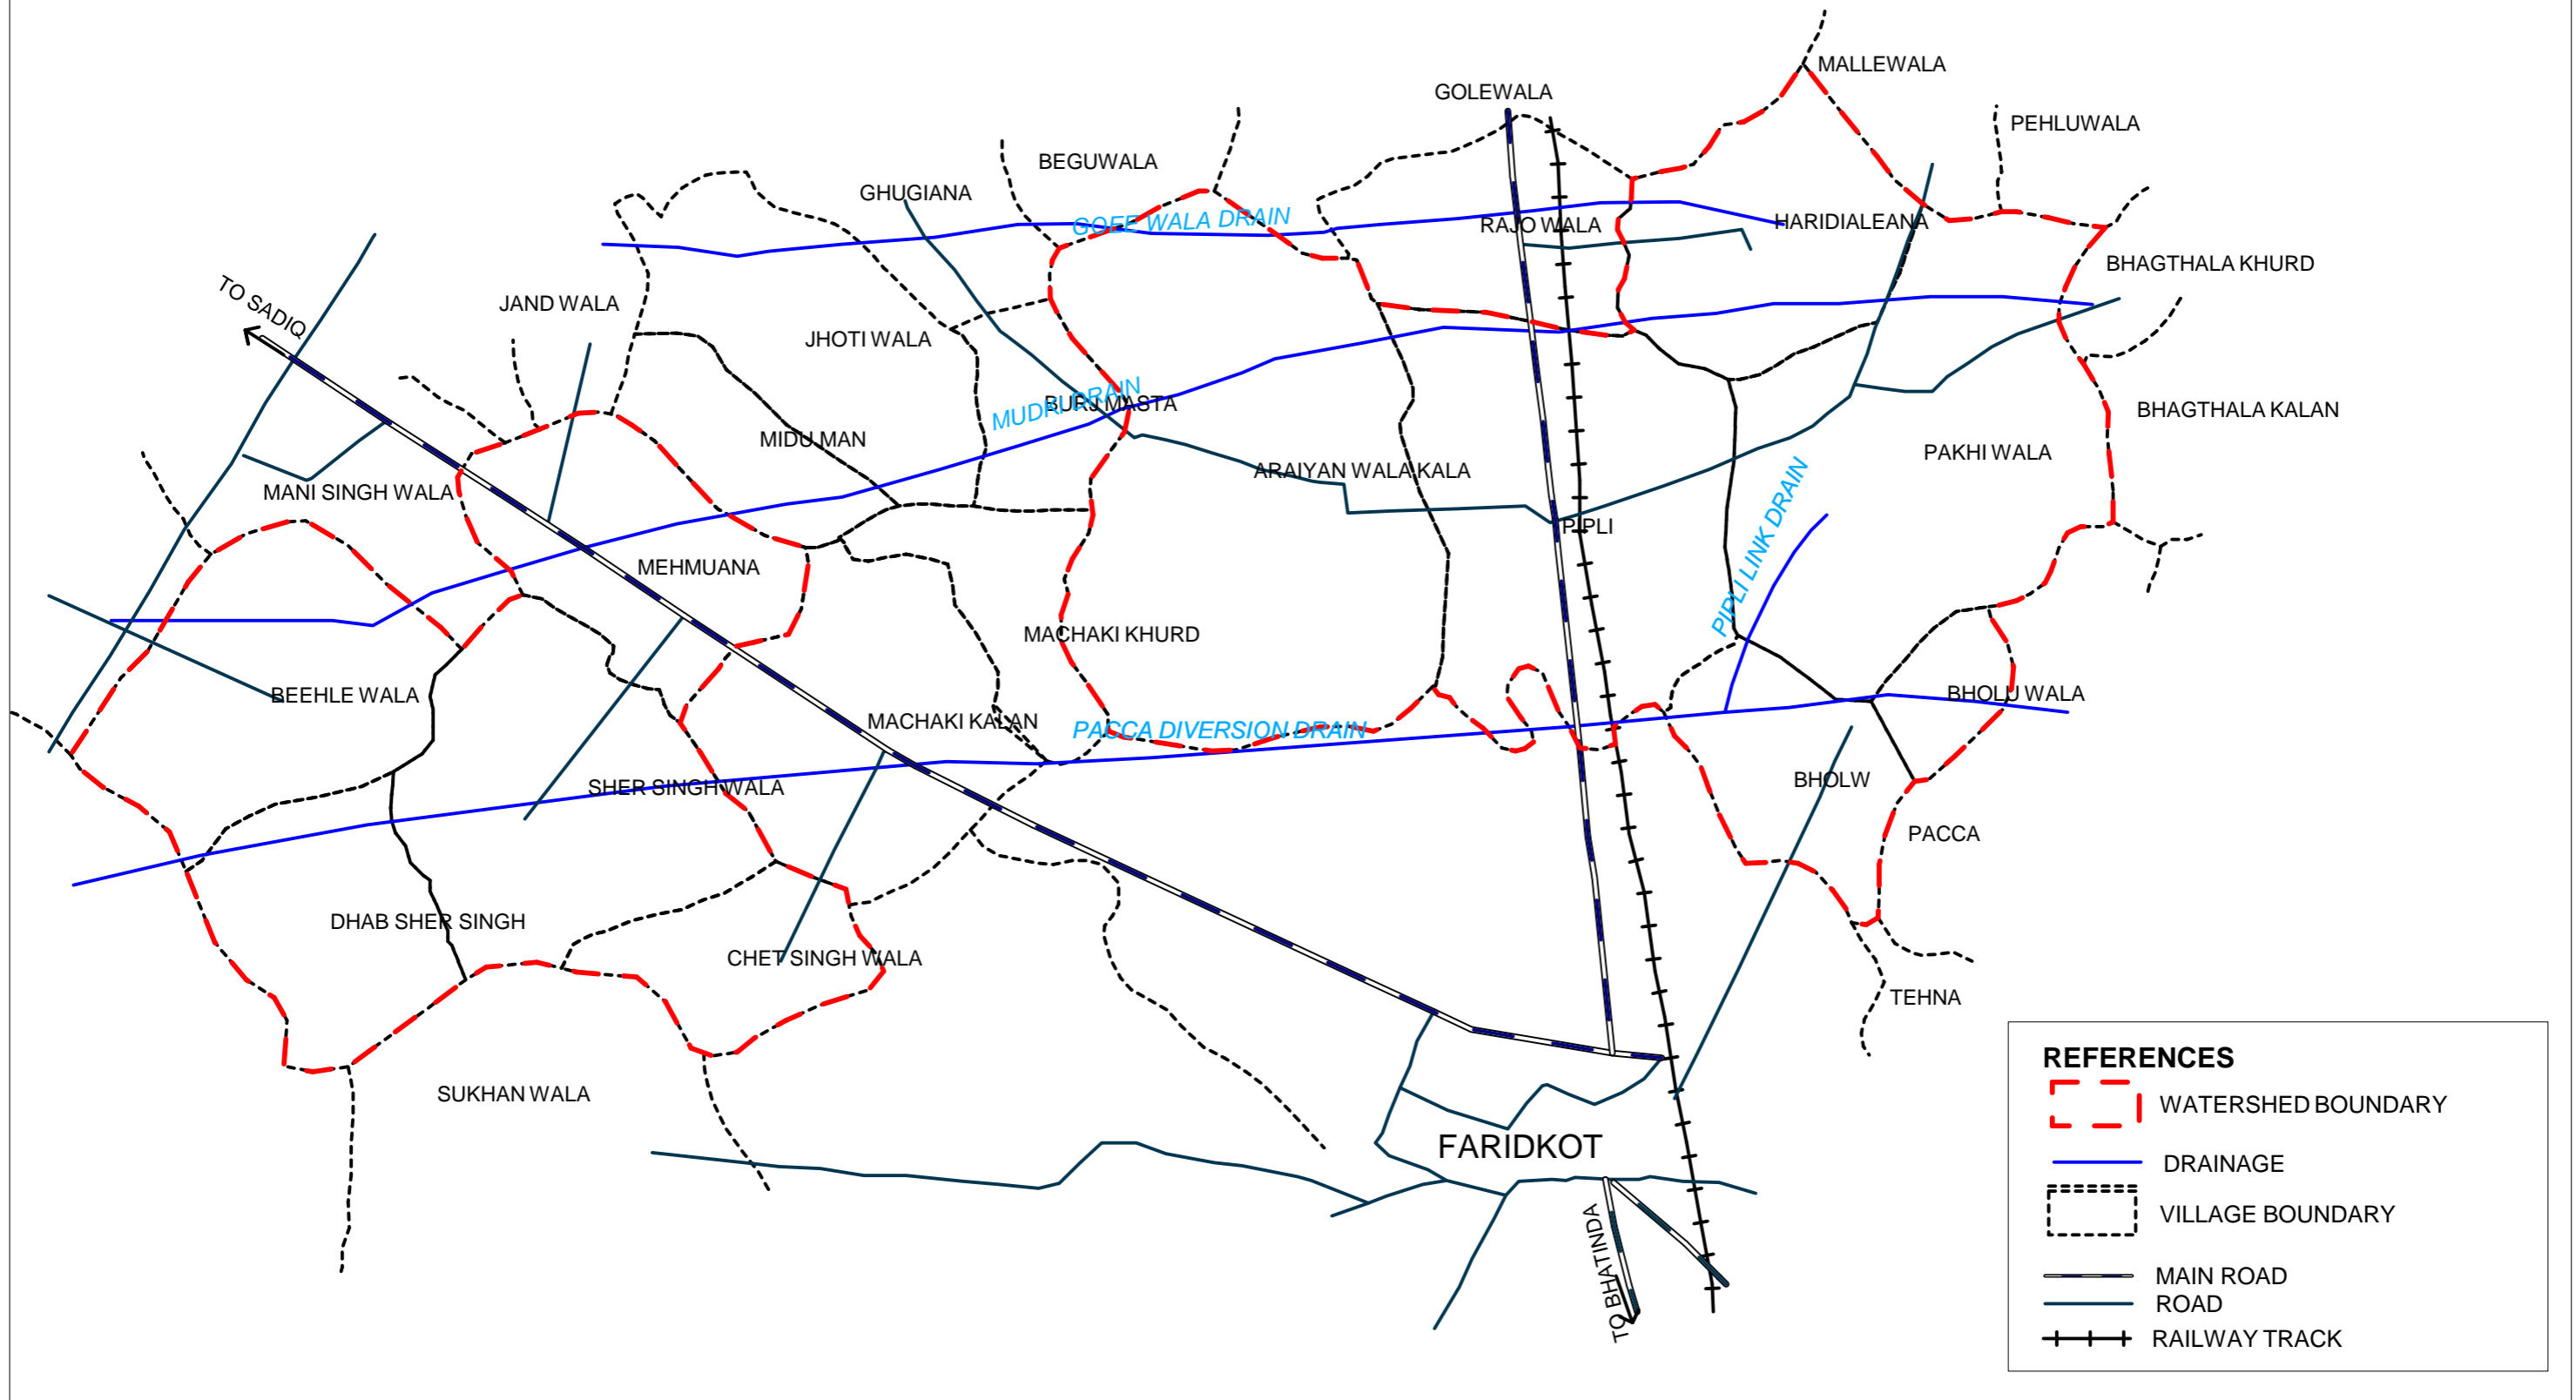 MALLEWALA
GOLEWALA
PEHLUWALA
BEGUWALA
GHUGIANA
GOEE WALA DRAIN
RAJO WALA
HARIDIALEANA
BHAGTHALA KHURD
TO SADIQ
JAND WALA
JHOTI WALA
MUDKI DRAIN
BURJ MASTA
BHAGTHALA KALAN
MIDU MAN
PAKHI WALA
ARAIYAN WALA KALA
MANI SINGH WALA
PIPLI
PIPLI LINK DRAIN
MEHMUANA
MACHAKI KHURD
BEEHLE WALA
BHOLU WALA
MACHAKI KALAN
PACCA DIVERSION DRAIN
SHER SINGH WALA
BHOLW
PACCA
DHAB SHER SINGH
CHET SINGH WALA
TEHNA
SUKHAN WALA
FARIDKOT
TO BHATINDA
REFERENCES
WATERSHED BOUNDARY
DRAINAGE
VILLAGE BOUNDARY
MAIN ROAD
ROAD
RAILWAY TRACK